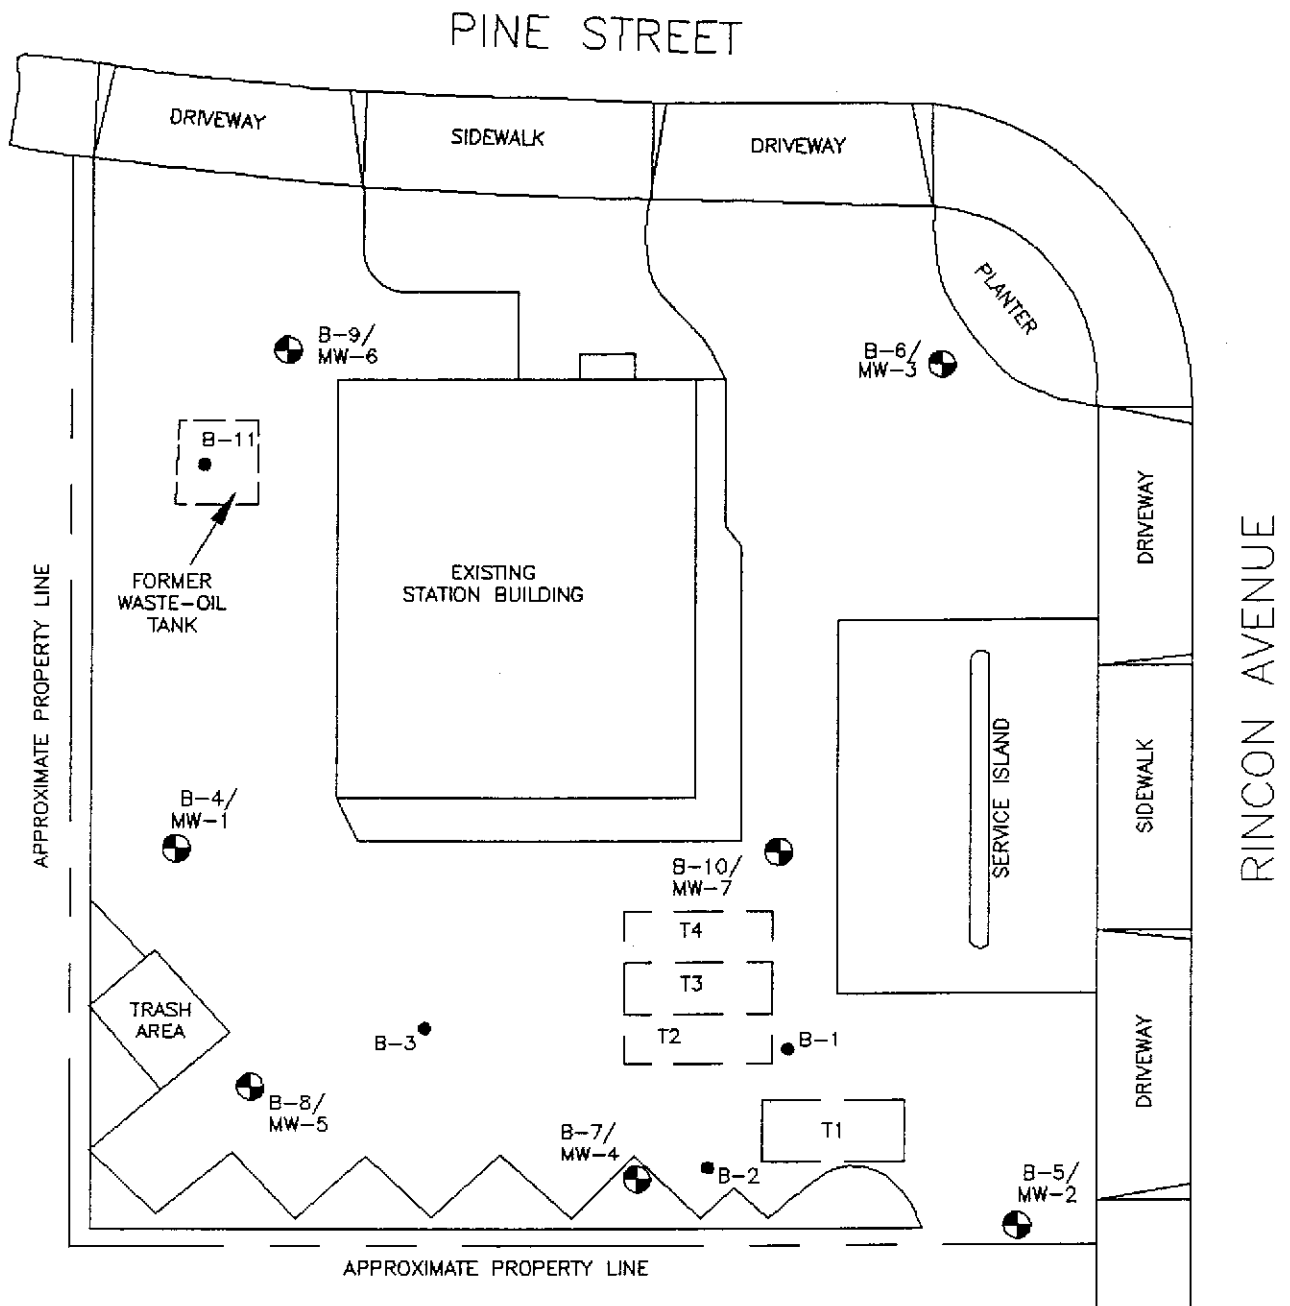 PINE STREET
DRIVEWAY
SIDEWALK
DRIVEWAY
PLANTER
B-9/
MW-6
B-6/
MW-3
B-11
DRIVEWAY
FORMER
WASTE-OIL
TANK
EXISTING
STATION BUILDING
APPROXIMATE PROPERTY LINE
RINCON AVENUE
SERVICE ISLAND
SIDEWALK
B-4/
MW-1
B-10/
MW-7
T4
T3
T2
TRASH
AREA
B-3
B-1
DRIVEWAY
B-8/
MW-5
B-7/
MW-4
T1
B-2
B-5/
MW-2
APPROXIMATE PROPERTY LINE